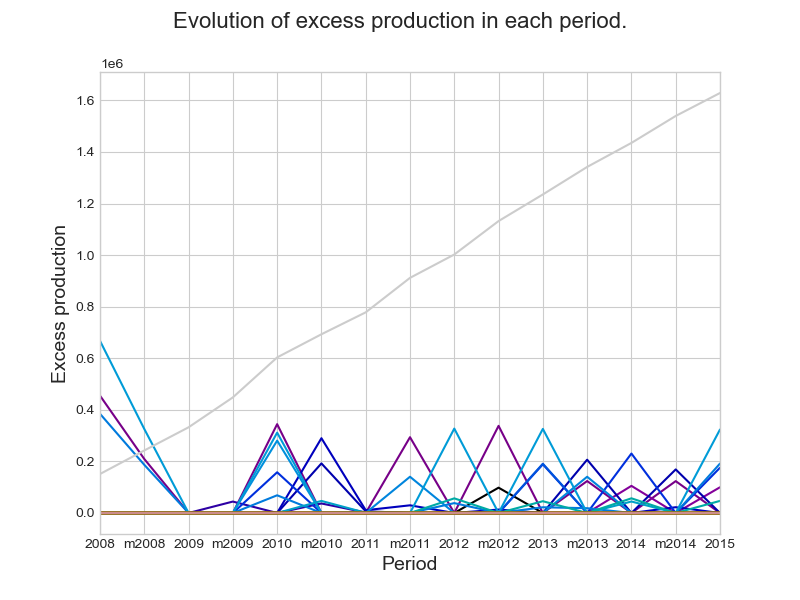 Evolution of excess production in each period.
1e6
1.6
1.4
1.2
1.0
0.8
0.6
0.4
0.2
0.0
Excess production
2008 m2008 2009 m2009 2010 m2010 2011 m2011 2012 m2012 2013 m2013 2014 m2014 2015
Period